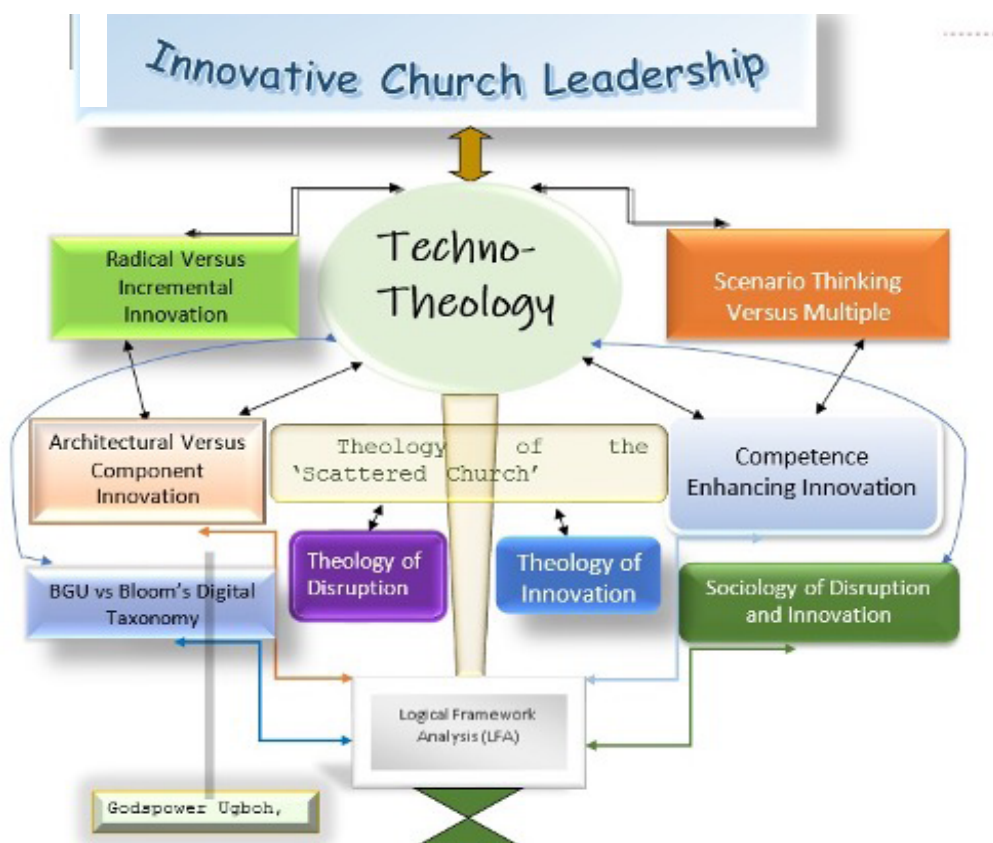 Innovative Church Leadership
Techno-
Theology
Radical Versus
Incremental
Innovation
Scenario Thinking
Versus Multiple
Architectural Versus
Component
Innovation
Theology of the
‘Scattered Church’
Competence
Enhancing Innovation
Theology of
Disruption
Theology of
Innovation
BGU vs Bloom’s Digital
Taxonomy
Sociology of Disruption
and Innovation
Logical Framework
Analysis (LFA)
Godspower Ugboh,